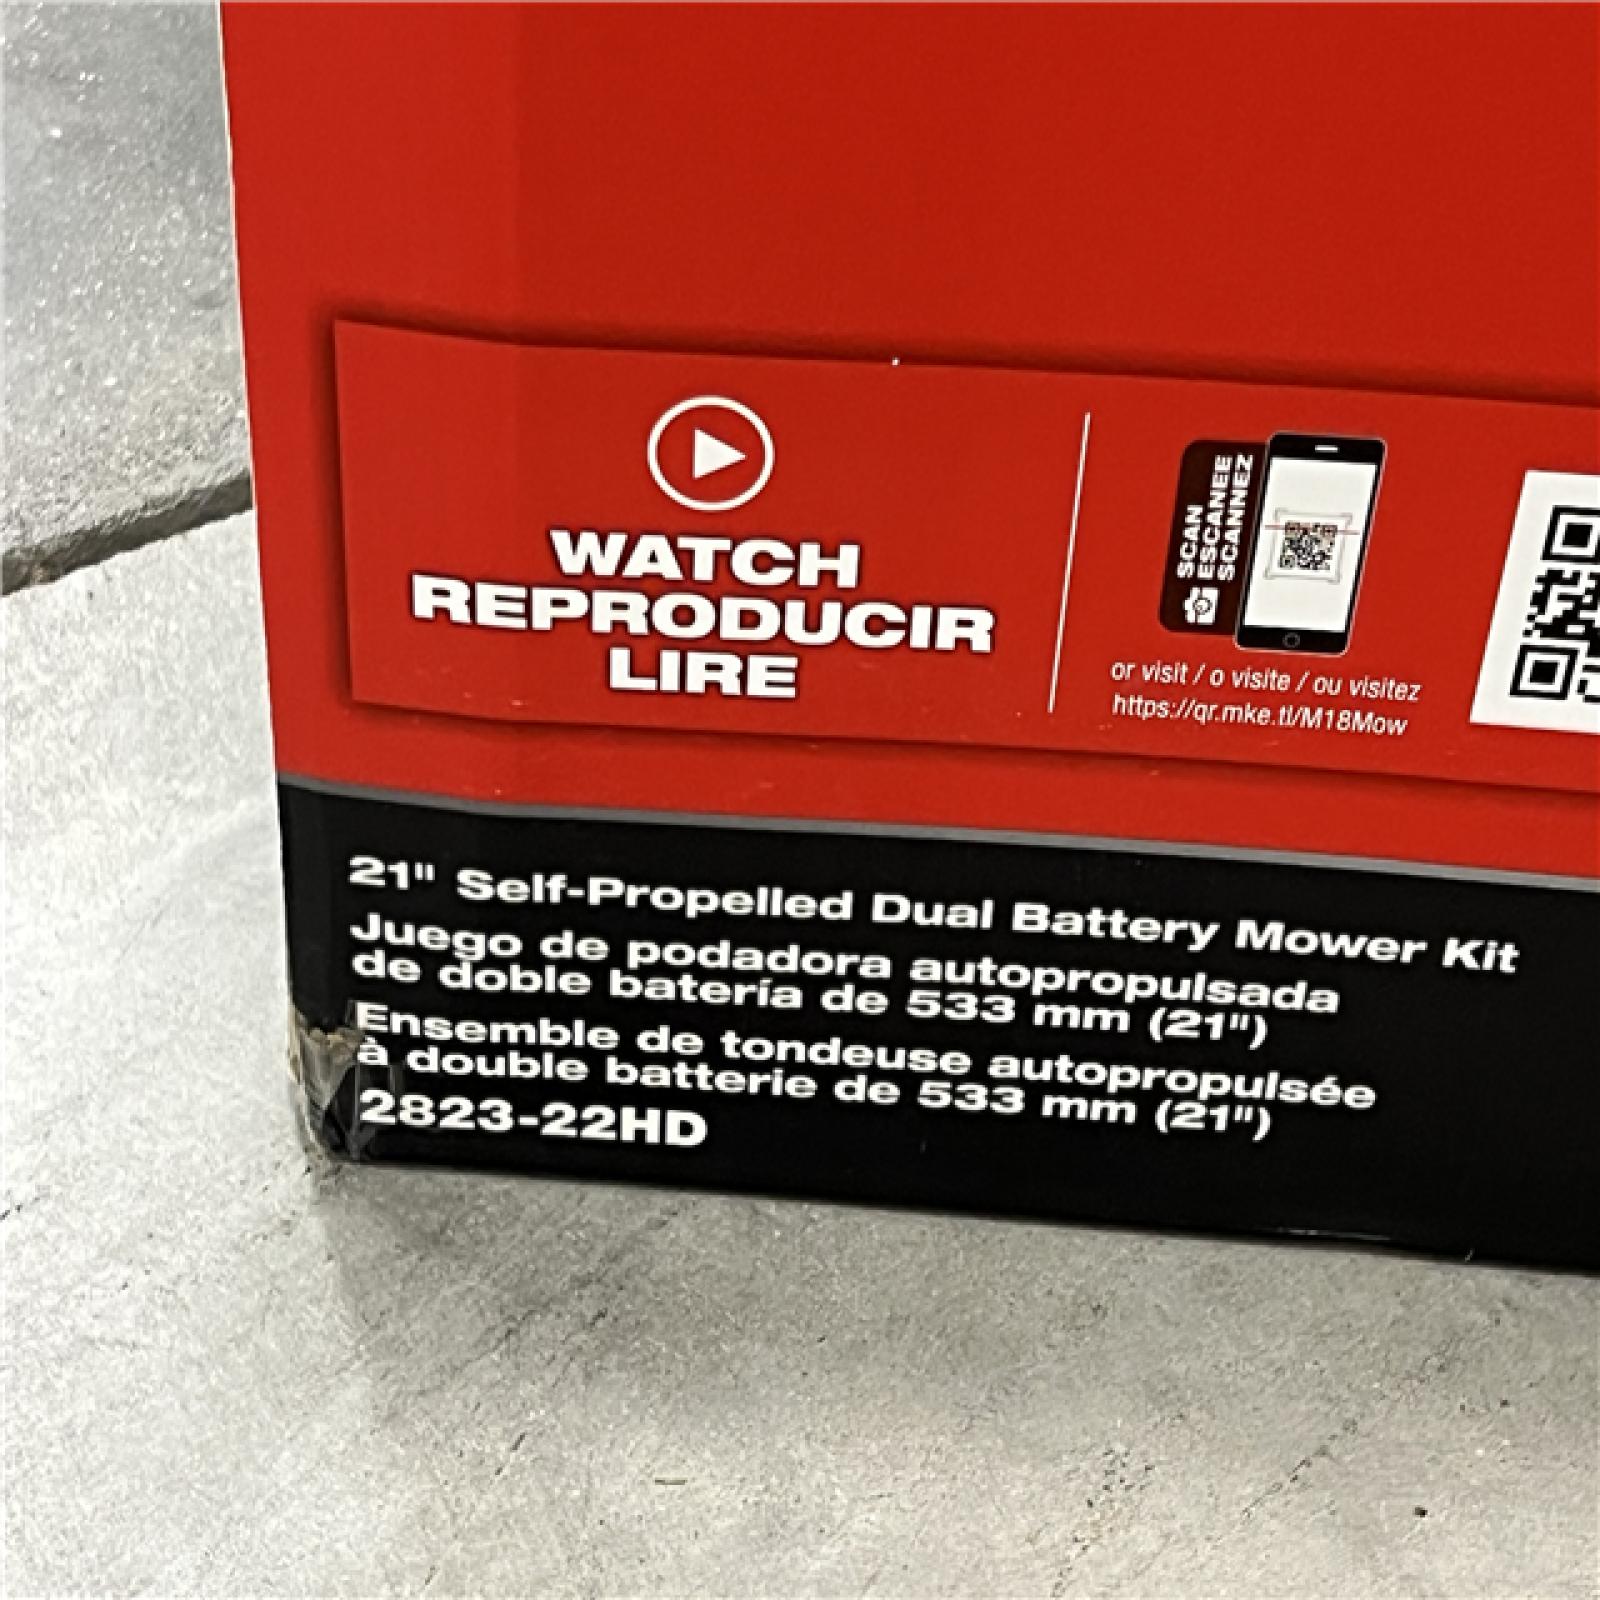 WATCH
REPRODUCIR
LIRE
SCAN
ESCANEE
SCANNEZ
or visit / o visite / ou visitez
https://qr.mke.tl/M18Mow
21" Self-Propelled Dual Battery Mower Kit
Juego de podadora autopropulsada
de doble batería de 533 mm (21")
Ensemble de tondeuse autopropulsée
à double batterie de 533 mm (21")
2823-22HD